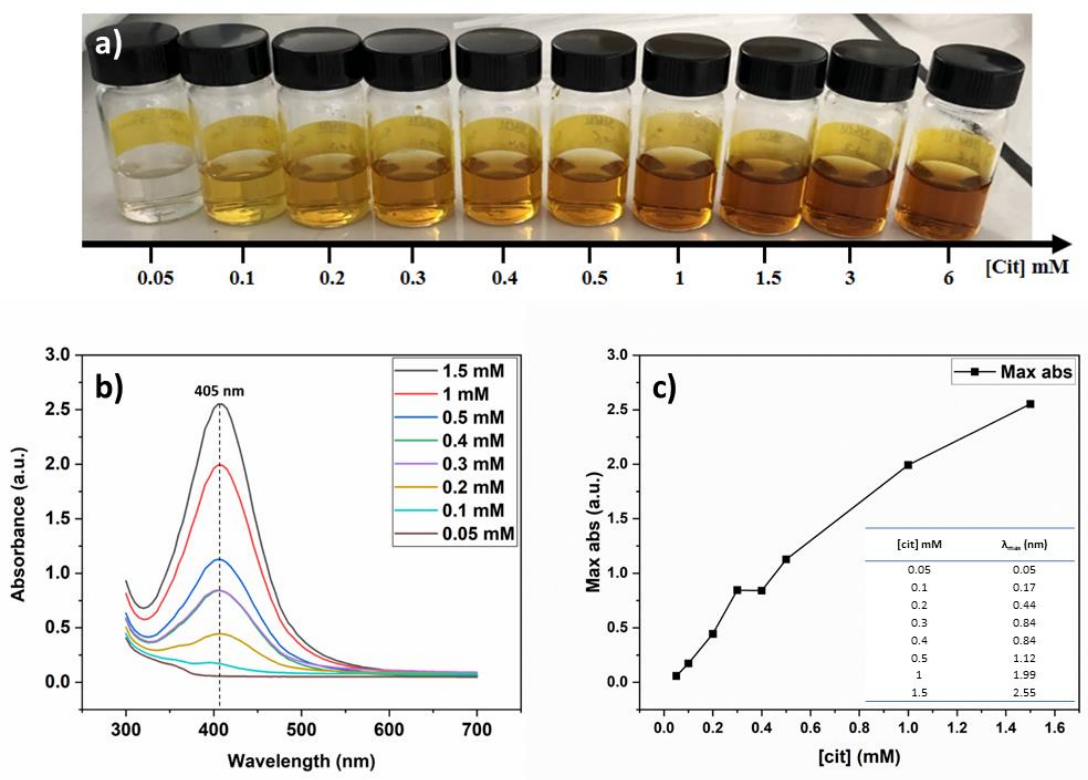 a)
0.05 0.1 0.2 0.3 0.4 0.5 1 1.5 3 6 [Cit] mM
b)
405 nm
1.5 mM
1 mM
0.5 mM
0.4 mM
0.3 mM
0.2 mM
0.1 mM
0.05 mM
3.0
2.5
2.0
1.5
1.0
0.5
0.0
Absorbance (a.u.)
300 400 500 600 700
Wavelength (nm)
c)
Max abs
3.0
2.5
2.0
1.5
1.0
0.5
0.0
Max abs (a.u.)
[cit] mM λmax (nm)
0.05 0.05
0.1 0.17
0.2 0.44
0.3 0.84
0.4 0.84
0.5 1.12
1 1.99
1.5 2.55
0.0 0.2 0.4 0.6 0.8 1.0 1.2 1.4 1.6
[cit] (mM)